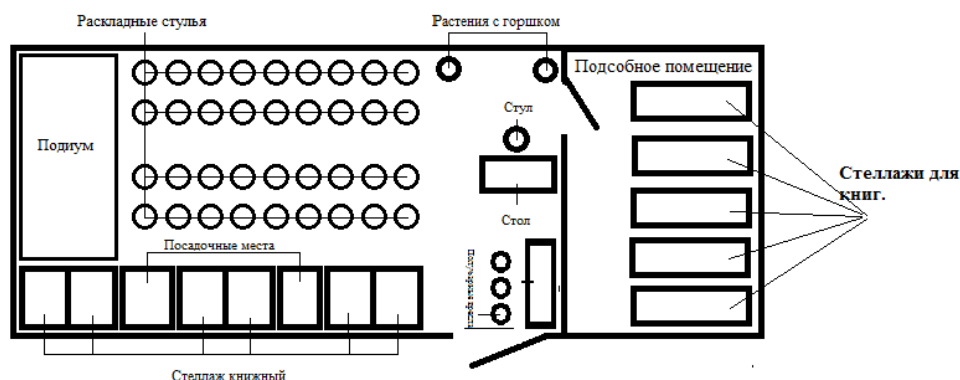 Раскладные стулья
Растения с горшком
Подсобное помещение
Стул
Подиум
Стеллажи для
книг.
Стол
Посадочные места
Стеллаж книжный